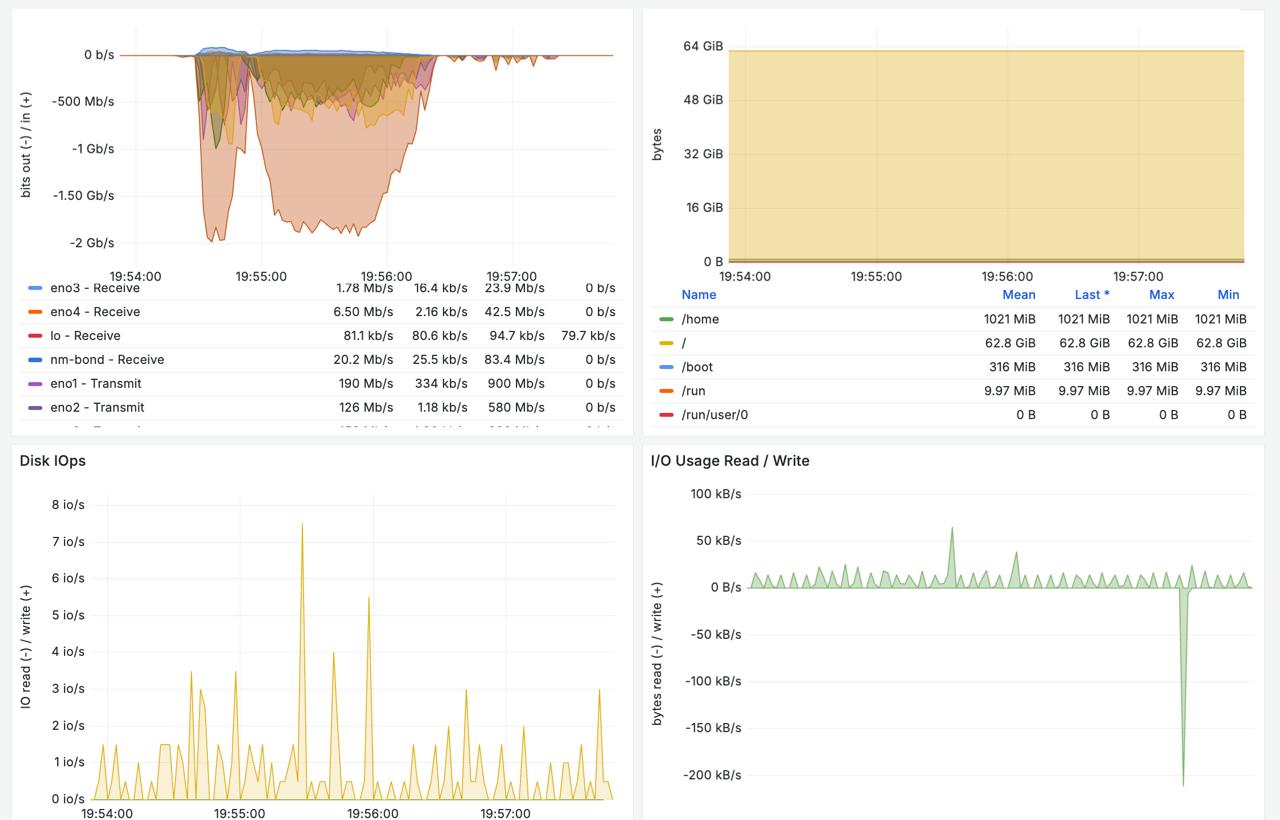 0 b/s
-500 Mb/s
-1 Gb/s
-1.50 Gb/s
-2 Gb/s
bits out (-) / in (+)
19:54:00 19:55:00 19:56:00 19:57:00
eno3 - Receive 1.78 Mb/s 16.4 kb/s 23.9 Mb/s 0 b/s
eno4 - Receive 6.50 Mb/s 2.16 kb/s 42.5 Mb/s 0 b/s
lo - Receive 81.1 kb/s 80.6 kb/s 94.7 kb/s 79.7 kb/s
nm-bond - Receive 20.2 Mb/s 25.5 kb/s 83.4 Mb/s 0 b/s
eno1 - Transmit 190 Mb/s 334 kb/s 900 Mb/s 0 b/s
eno2 - Transmit 126 Mb/s 1.18 kb/s 580 Mb/s 0 b/s
64 GiB
48 GiB
32 GiB
16 GiB
0 B
bytes
19:54:00 19:55:00 19:56:00 19:57:00
Name Mean Last * Max Min
/home 1021 MiB 1021 MiB 1021 MiB 1021 MiB
/ 62.8 GiB 62.8 GiB 62.8 GiB 62.8 GiB
/boot 316 MiB 316 MiB 316 MiB 316 MiB
/run 9.97 MiB 9.97 MiB 9.97 MiB 9.97 MiB
/run/user/0 0 B 0 B 0 B 0 B
Disk IOps
8 io/s
7 io/s
6 io/s
5 io/s
4 io/s
3 io/s
2 io/s
1 io/s
0 io/s
IO read (-) / write (+)
19:54:00 19:55:00 19:56:00 19:57:00
I/O Usage Read / Write
100 kB/s
50 kB/s
0 B/s
-50 kB/s
-100 kB/s
-150 kB/s
-200 kB/s
bytes read (-) / write (+)